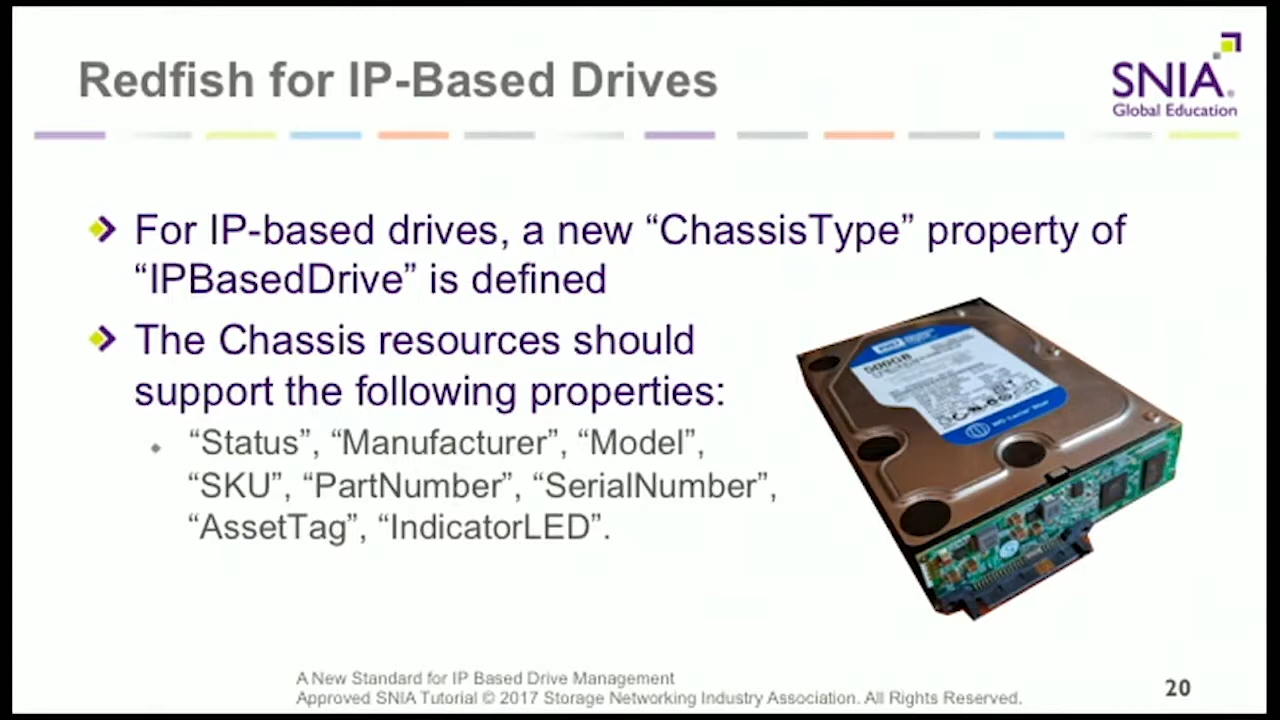 Redfish for IP-Based Drives
SNIA
Global Education
For IP-based drives, a new “ChassisType” property of
“IPBasedDrive” is defined
The Chassis resources should
support the following properties:
“Status”, “Manufacturer”, “Model”,
“SKU”, “PartNumber”, “SerialNumber”,
“AssetTag”, “IndicatorLED”.
500GB
A New Standard for IP Based Drive Management
Approved SNIA Tutorial © 2017 Storage Networking Industry Association. All Rights Reserved.
20